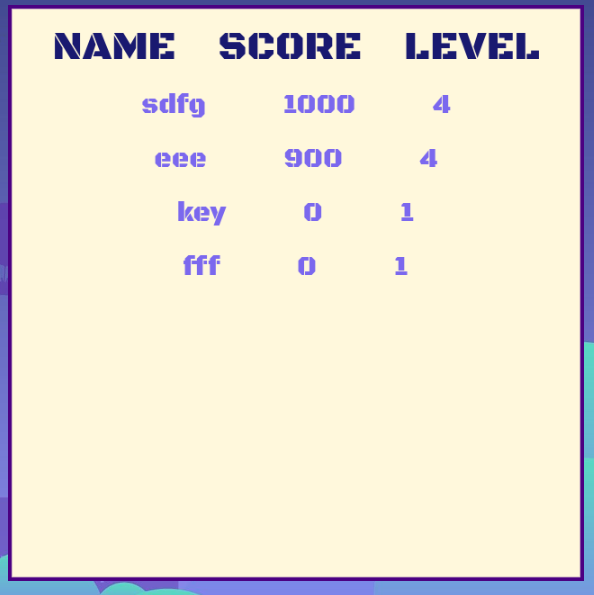 NAME SCORE LEVEL
sdfg 1000 4
eee 900 4
key 0 1
fff 0 1